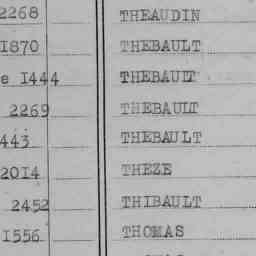 2268 THEAUDIN
1870 THEBAULT
e 1444 THEBAULT
2269 THEBAULT
443 THEBAULT
2014 THEZE
2452 THIBAULT
1556 THOMAS